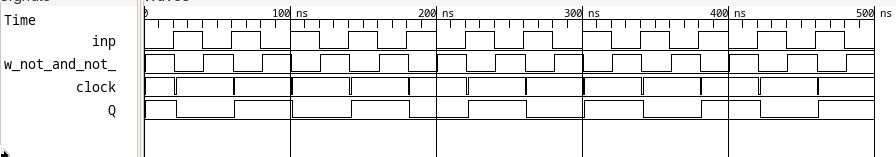 Signals Waves
Time 0 100 ns 200 ns 300 ns 400 ns 500 ns
inp
w_not_and_not_
clock
Q